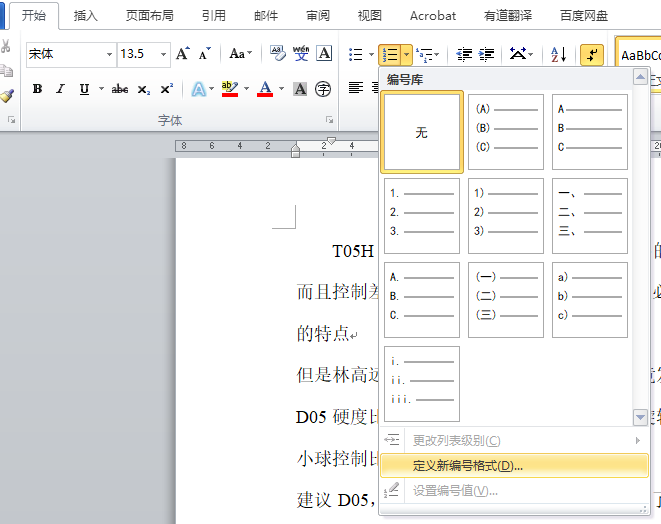 开始 插入 页面布局 引用 邮件 审阅 视图 Acrobat 有道翻译 百度网盘
宋体 13.5 A A Aa wén A
B I U abc x₂ x² A ab A A 字
AaBbCc
字体
编号库
无 (A) A
(B) B
(C) C
1. 1) 一、
2. 2) 二、
3. 3) 三、
A. (一) a)
B. (二) b)
C. (三) c)
i.
ii.
iii.
更改列表级别(C)
定义新编号格式(D)...
设置编号值(V)...
8 6 4 2 2 4
T05H 的
而且控制差
的特点
但是林高远
D05 硬度比
小球控制比
建议 D05，